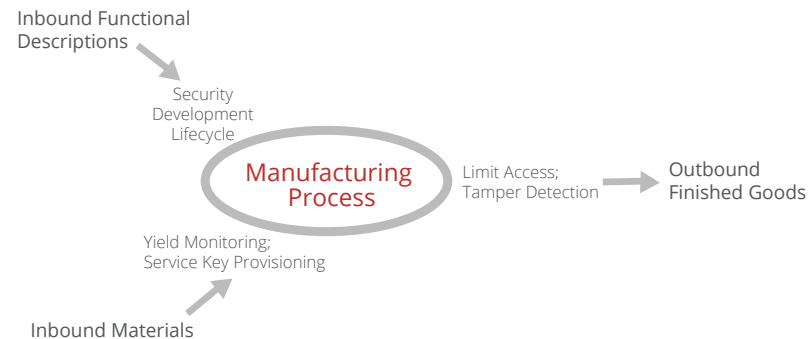 Inbound Functional
Descriptions
Security
Development
Lifecycle
Manufacturing
Process
Limit Access;
Tamper Detection
Outbound
Finished Goods
Yield Monitoring;
Service Key Provisioning
Inbound Materials